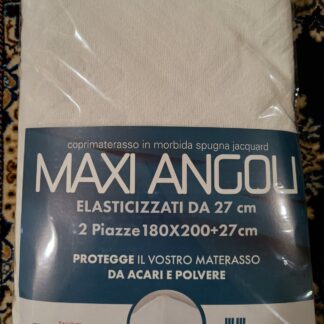 coprimaterasso in morbida spugna jacquard
MAXI ANGOLI
ELASTICIZZATI DA 27 cm
2 Piazze 180X200+27cm
PROTEGGE IL VOSTRO MATERASSO
DA ACARI E POLVERE